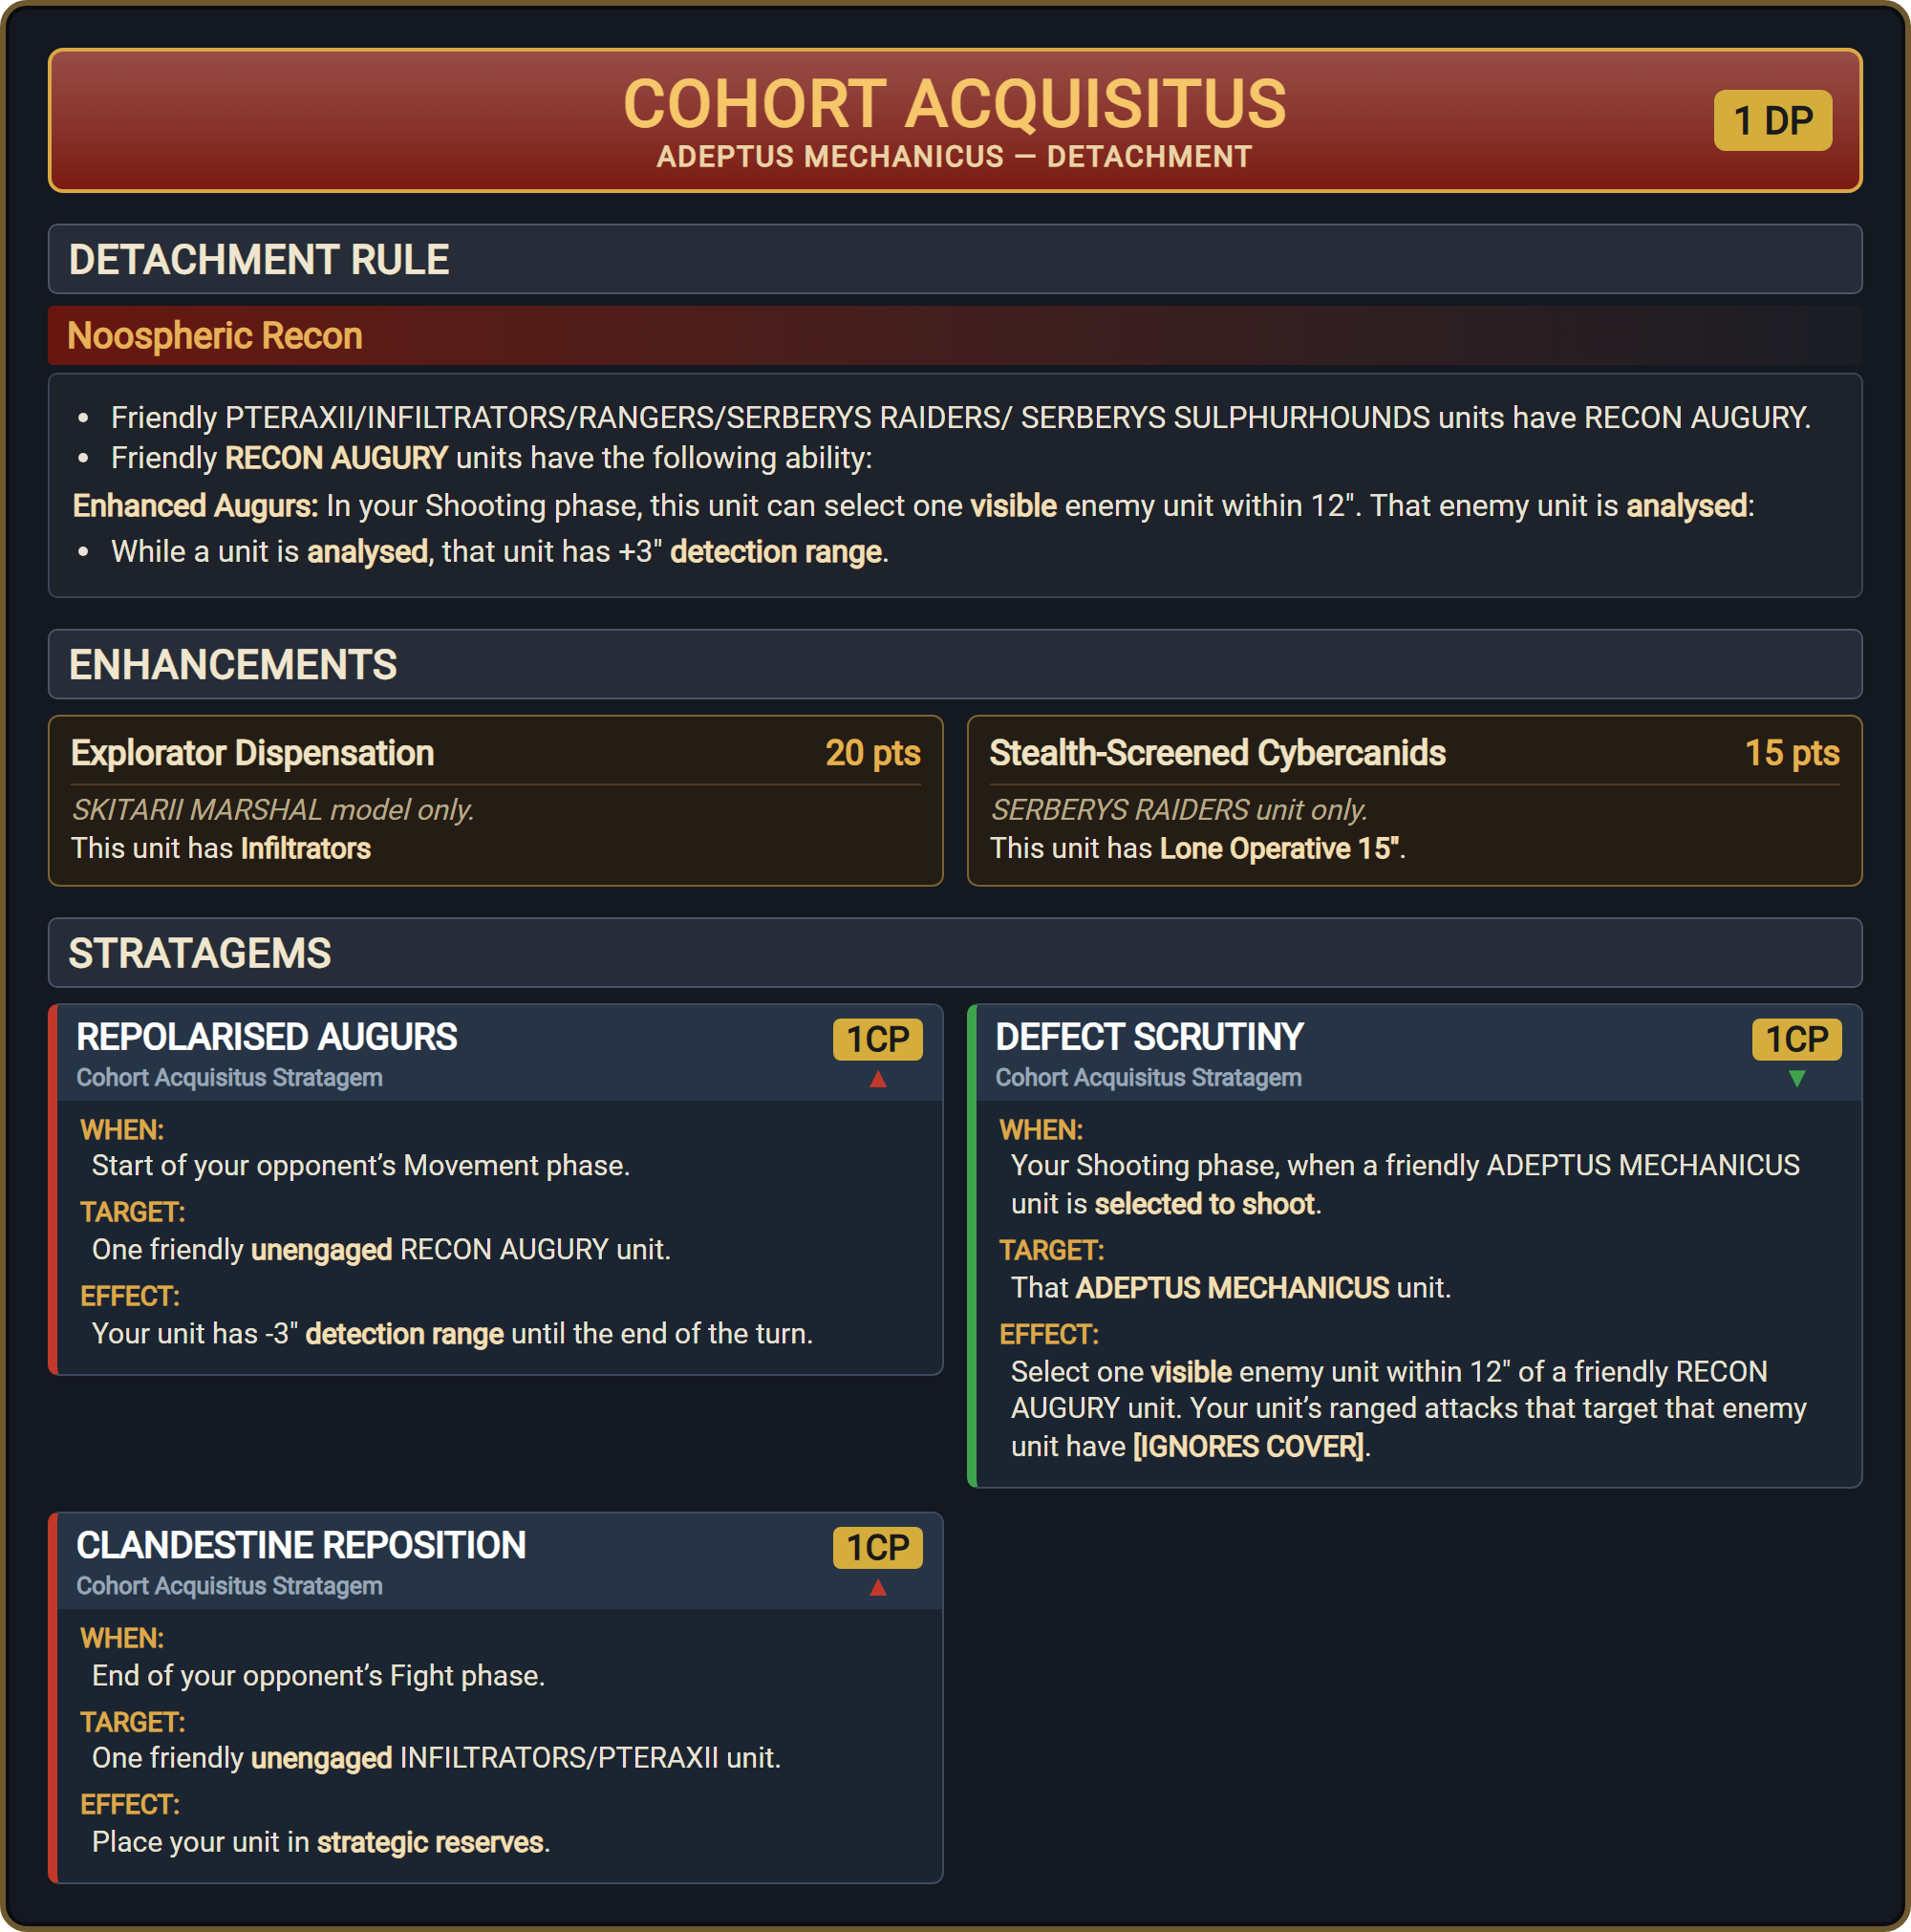 COHORT ACQUISITUS
ADEPTUS MECHANICUS — DETACHMENT
1 DP
DETACHMENT RULE
Noospheric Recon
• Friendly PTERAXII/INFILTRATORS/RANGERS/SERBERYS RAIDERS/ SERBERYS SULPHURHOUNDS units have RECON AUGURY.
• Friendly RECON AUGURY units have the following ability:
Enhanced Augurs: In your Shooting phase, this unit can select one visible enemy unit within 12". That enemy unit is analysed:
• While a unit is analysed, that unit has +3" detection range.
ENHANCEMENTS
Explorator Dispensation 20 pts
SKITARII MARSHAL model only.
This unit has Infiltrators
Stealth-Screened Cybercanids 15 pts
SERBERYS RAIDERS unit only.
This unit has Lone Operative 15".
STRATAGEMS
REPOLARISED AUGURS 1CP
Cohort Acquisitus Stratagem ▲
WHEN:
Start of your opponent’s Movement phase.
TARGET:
One friendly unengaged RECON AUGURY unit.
EFFECT:
Your unit has -3" detection range until the end of the turn.
DEFECT SCRUTINY 1CP
Cohort Acquisitus Stratagem ▼
WHEN:
Your Shooting phase, when a friendly ADEPTUS MECHANICUS
unit is selected to shoot.
TARGET:
That ADEPTUS MECHANICUS unit.
EFFECT:
Select one visible enemy unit within 12" of a friendly RECON
AUGURY unit. Your unit’s ranged attacks that target that enemy
unit have [IGNORES COVER].
CLANDESTINE REPOSITION 1CP
Cohort Acquisitus Stratagem ▲
WHEN:
End of your opponent’s Fight phase.
TARGET:
One friendly unengaged INFILTRATORS/PTERAXII unit.
EFFECT:
Place your unit in strategic reserves.